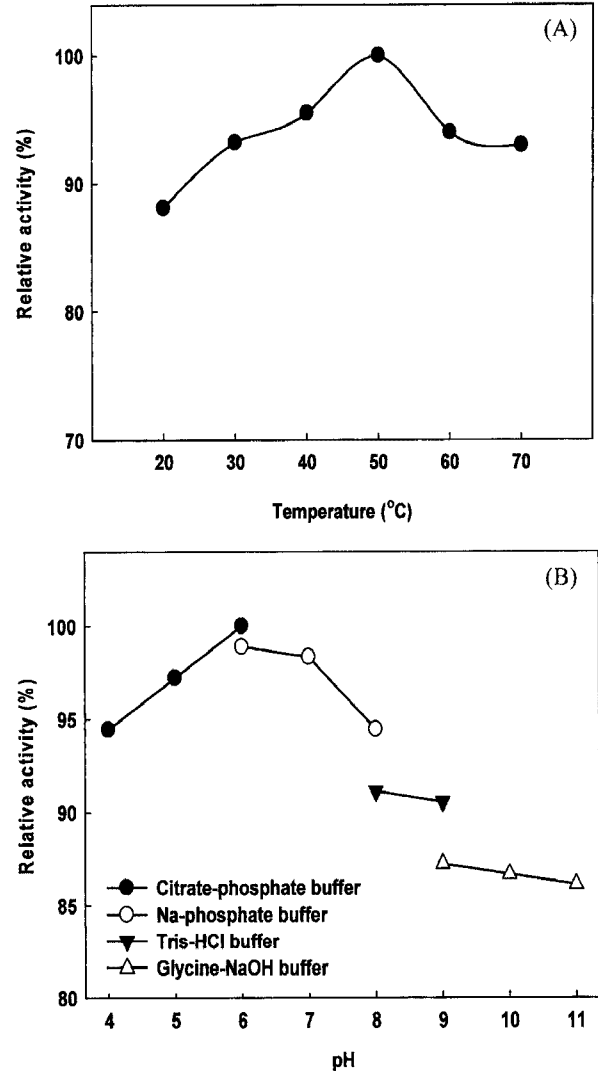 (A)
100
90
80
70
Relative activity (%)
20 30 40 50 60 70
Temperature (°C)
(B)
100
95
90
85
80
Relative activity (%)
Citrate-phosphate buffer
Na-phosphate buffer
Tris-HCl buffer
Glycine-NaOH buffer
4 5 6 7 8 9 10 11
pH